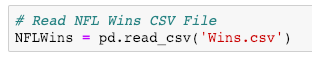 # Read NFL Wins CSV File
NFLWins = pd.read_csv('Wins.csv')